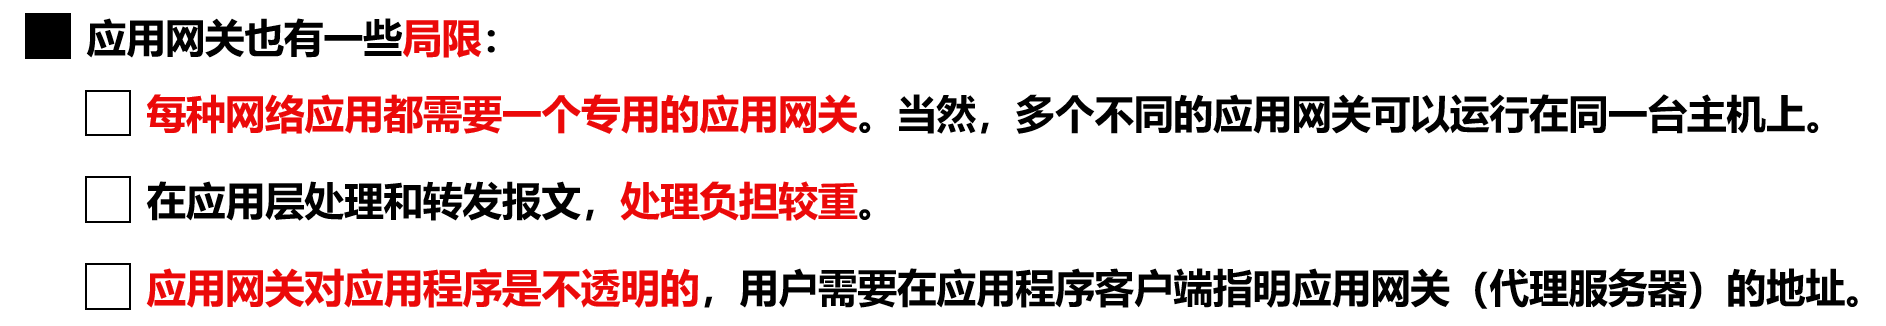 应用网关也有一些局限：
每种网络应用都需要一个专用的应用网关。当然，多个不同的应用网关可以运行在同一台主机上。
在应用层处理和转发报文，处理负担较重。
应用网关对应用程序是不透明的，用户需要在应用程序客户端指明应用网关（代理服务器）的地址。